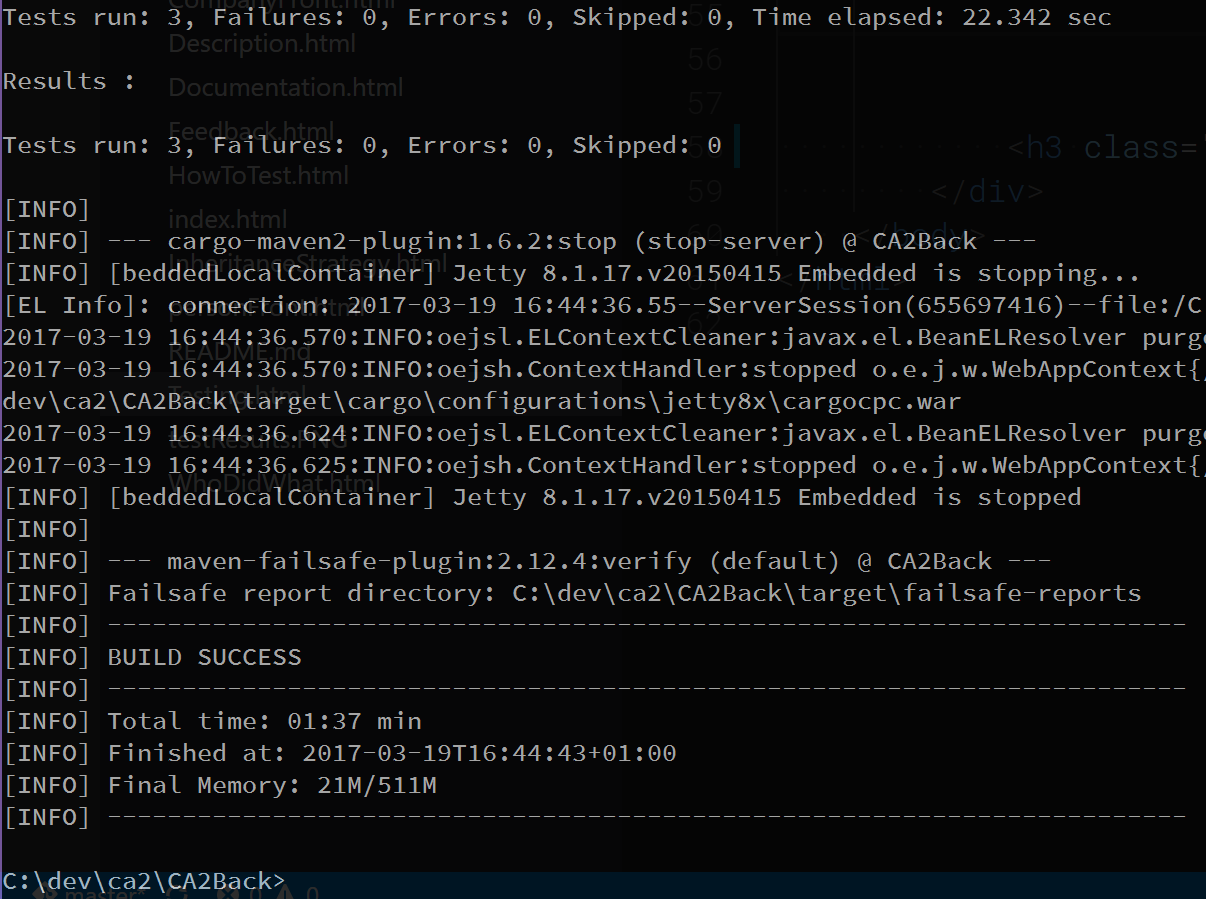 Tests run: 3, Failures: 0, Errors: 0, Skipped: 0, Time elapsed: 22.342 sec
Results :
Tests run: 3, Failures: 0, Errors: 0, Skipped: 0
[INFO]
[INFO] --- cargo-maven2-plugin:1.6.2:stop (stop-server) @ CA2Back ---
[INFO] [beddedLocalContainer] Jetty 8.1.17.v20150415 Embedded is stopping...
[EL Info]: connection: 2017-03-19 16:44:36.55--ServerSession(655697416)--file:/C
2017-03-19 16:44:36.570:INFO:oejsl.ELContextCleaner:javax.el.BeanELResolver purge
2017-03-19 16:44:36.570:INFO:oejsh.ContextHandler:stopped o.e.j.w.WebAppContext{/
dev\ca2\CA2Back\target\cargo\configurations\jetty8x\cargocpc.war
2017-03-19 16:44:36.624:INFO:oejsl.ELContextCleaner:javax.el.BeanELResolver purge
2017-03-19 16:44:36.625:INFO:oejsh.ContextHandler:stopped o.e.j.w.WebAppContext{/
[INFO] [beddedLocalContainer] Jetty 8.1.17.v20150415 Embedded is stopped
[INFO]
[INFO] --- maven-failsafe-plugin:2.12.4:verify (default) @ CA2Back ---
[INFO] Failsafe report directory: C:\dev\ca2\CA2Back\target\failsafe-reports
[INFO] ------------------------------------------------------------------------
[INFO] BUILD SUCCESS
[INFO] ------------------------------------------------------------------------
[INFO] Total time: 01:37 min
[INFO] Finished at: 2017-03-19T16:44:43+01:00
[INFO] Final Memory: 21M/511M
[INFO] ------------------------------------------------------------------------
C:\dev\ca2\CA2Back>
Description.html
Documentation.html
Feedback.html
HowToTest.html
index.html
InheritanceStrategy.html
README.md
Testing.html
testResults.PNG
WhoDidWhat.html
56
57
58 <h3 class=
59 </div>
</body>
</html>
master*